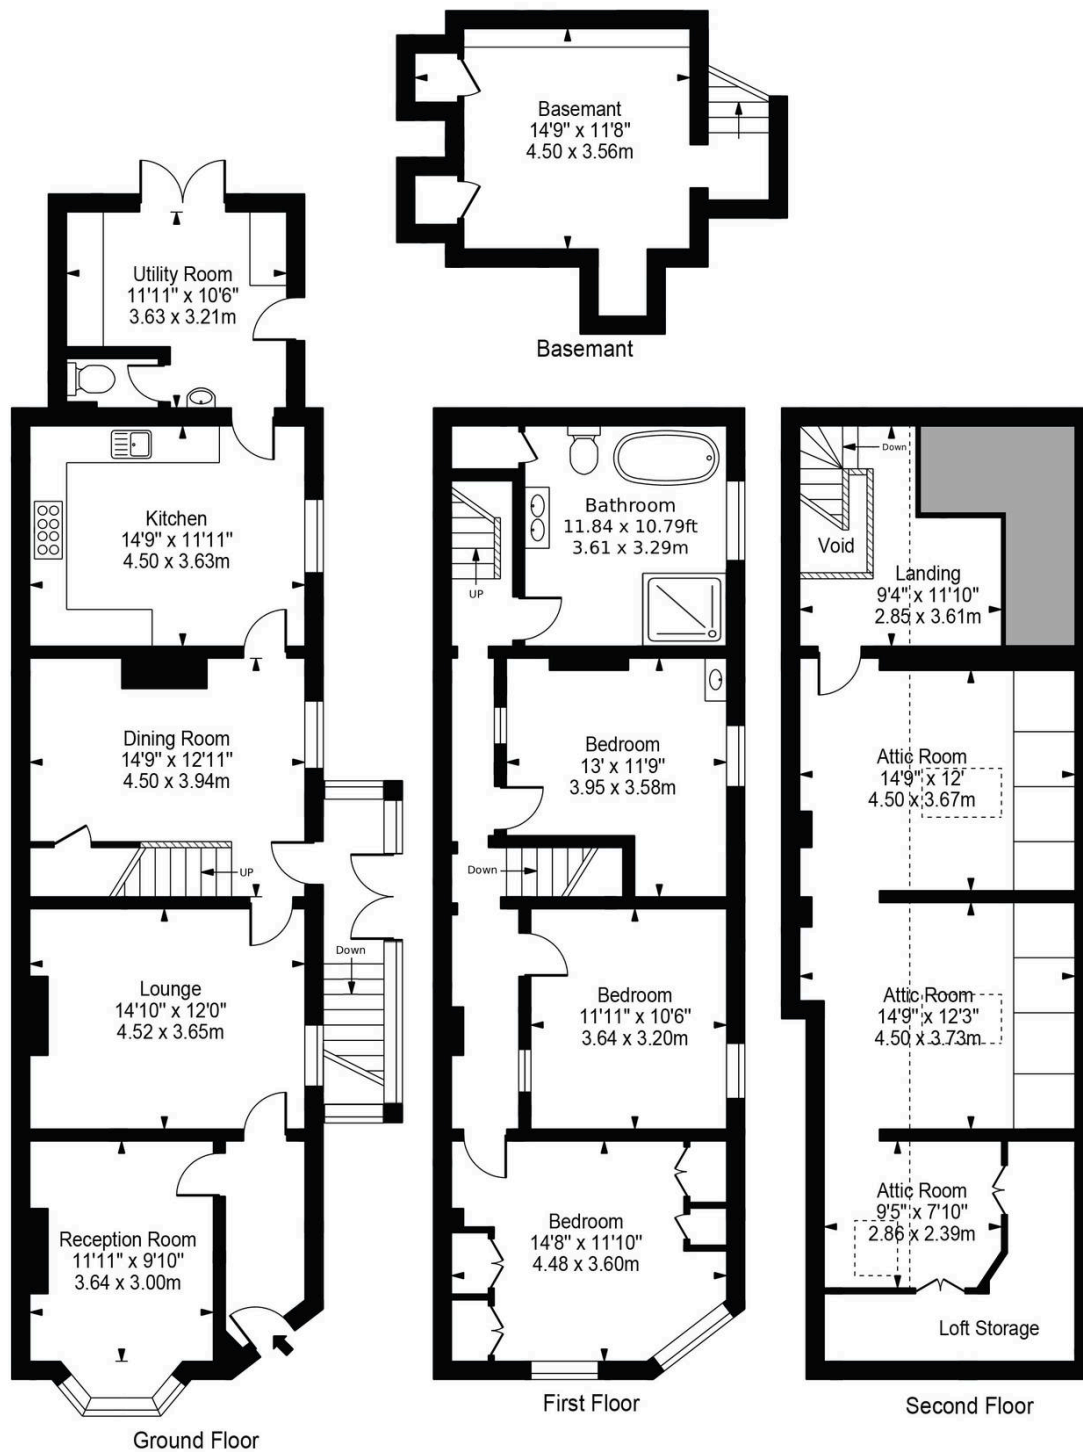 Basemant
14'9" x 11'8"
4.50 x 3.56m
Basemant
Utility Room
11'11" x 10'6"
3.63 x 3.21m
Kitchen
14'9" x 11'11"
4.50 x 3.63m
Dining Room
14'9" x 12'11"
4.50 x 3.94m
UP
Lounge
14'10" x 12'0"
4.52 x 3.65m
Down
Reception Room
11'11" x 9'10"
3.64 x 3.00m
Ground Floor
Bathroom
11.84 x 10.79ft
3.61 x 3.29m
UP
Bedroom
13' x 11'9"
3.95 x 3.58m
Down
Bedroom
11'11" x 10'6"
3.64 x 3.20m
Bedroom
14'8" x 11'10"
4.48 x 3.60m
First Floor
Down
Void
Landing
9'4" x 11'10"
2.85 x 3.61m
Attic Room
14'9" x 12'
4.50 x 3.67m
Attic Room
14'9" x 12'3"
4.50 x 3.73m
Attic Room
9'5" x 7'10"
2.86 x 2.39m
Loft Storage
Second Floor